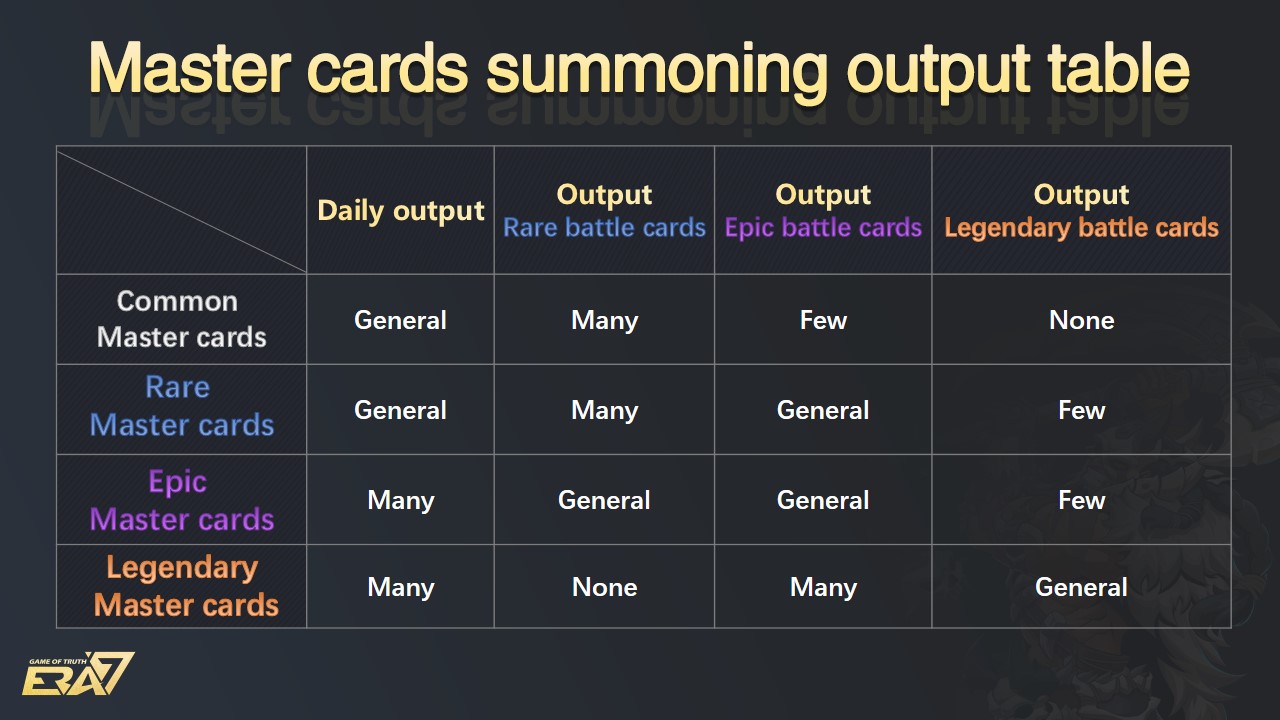 Master cards summoning output table
Daily output
Output
Rare battle cards
Output
Epic battle cards
Output
Legendary battle cards
Common
Master cards
General
Many
Few
None
Rare
Master cards
General
Many
General
Few
Epic
Master cards
Many
General
General
Few
Legendary
Master cards
Many
None
Many
General
GAME OF TRUTH
ERA7